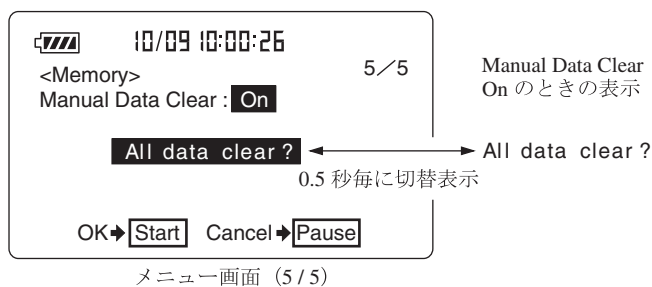 10/09 10:00:26
<Memory>
5/5
Manual Data Clear : On
All data clear ?
OK➔ Start Cancel ➔ Pause
Manual Data Clear
On のときの表示
All data clear ?
0.5 秒毎に切替表示
メニュー画面（5 / 5）